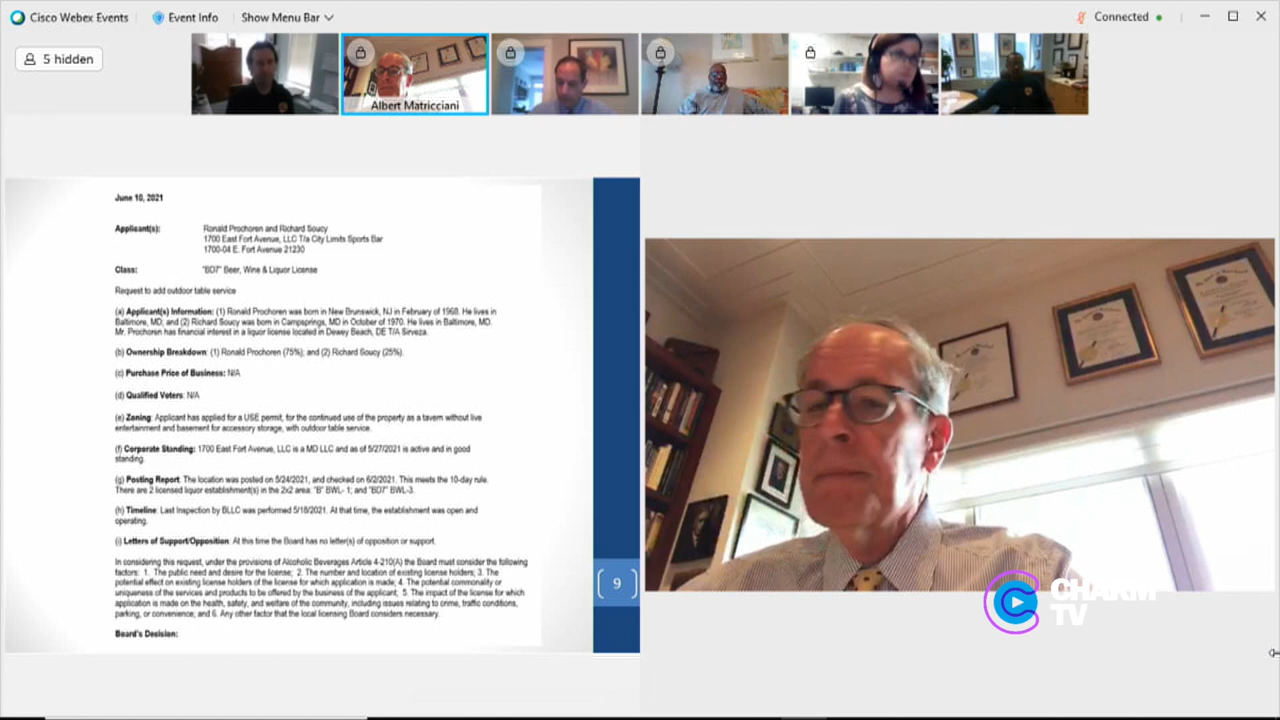 Cisco Webex Events
Event Info
Show Menu Bar
Connected
5 hidden
Albert Matricciani
June 10, 2021
Applicant(s):
Ronald Prochoren and Richard Soucy
1700 East Fort Avenue, LLC T/a City Limits Sports Bar
1700-04 E. Fort Avenue 21230
Class:
"BD7" Beer, Wine & Liquor License
Request to add outdoor table service
(a) Applicant(s) Information: (1) Ronald Prochoren was born in New Brunswick, NJ in February of 1968. He lives in
Baltimore, MD; and (2) Richard Soucy was born in Campsprings, MD in October of 1970. He lives in Baltimore, MD.
Mr. Prochoren has financial interest in a liquor license located in Dewey Beach, DE T/A Sirveza.
(b) Ownership Breakdown: (1) Ronald Prochoren (75%); and (2) Richard Soucy (25%).
(c) Purchase Price of Business: N/A
(d) Qualified Voters: N/A
(e) Zoning: Applicant has applied for a USE permit, for the continued use of the property as a tavern without live
entertainment and basement for accessory storage, with outdoor table service.
(f) Corporate Standing: 1700 East Fort Avenue, LLC is a MD LLC and as of 5/27/2021 is active and in good
standing.
(g) Posting Report: The location was posted on 5/24/2021, and checked on 6/2/2021. This meets the 10-day rule.
There are 2 licensed liquor establishment(s) in the 2x2 area: "B" BWL- 1; and "BD7" BWL-3.
(h) Timeline: Last Inspection by BLLC was performed 5/18/2021. At that time, the establishment was open and
operating.
(i) Letters of Support/Opposition: At this time the Board has no letter(s) of opposition or support.
In considering this request, under the provisions of Alcoholic Beverages Article 4-210(A) the Board must consider the following
factors: 1. The public need and desire for the license; 2. The number and location of existing license holders; 3. The
potential effect on existing license holders of the license for which application is made; 4. The potential commonality or
uniqueness of the services and products to be offered by the business of the applicant; 5. The impact of the license for which
application is made on the health, safety, and welfare of the community, including issues relating to crime, traffic conditions,
parking, or convenience; and 6. Any other factor that the local licensing Board considers necessary.
Board's Decision:
9
CHARM
TV